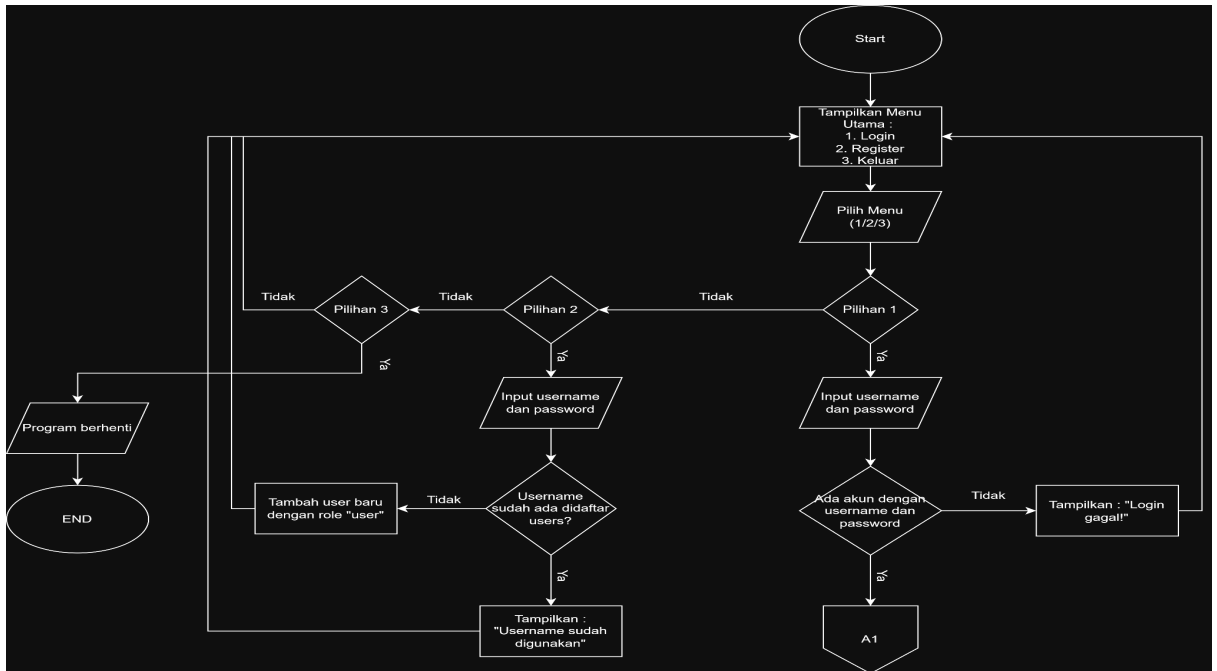 Start
Tampilkan Menu
Utama :
1. Login
2. Register
3. Keluar
Pilih Menu
(1/2/3)
Tidak
Tidak
Tidak
Pilihan 3
Pilihan 2
Pilihan 1
Ya
Ya
Ya
Program berhenti
Input username
dan password
Input username
dan password
END
Tambah user baru
dengan role "user"
Tidak
Username
sudah ada didaftar
users?
Ada akun dengan
username dan
password
Tidak
Tampilkan : "Login
gagal!"
Ya
Ya
Tampilkan :
"Username sudah
digunakan"
A1